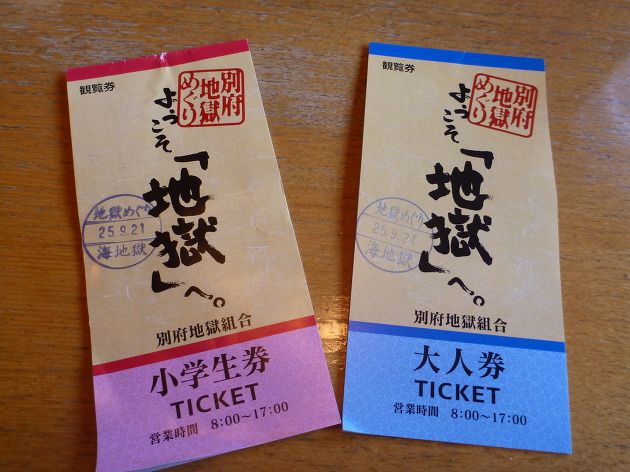 観覧券
別府
地獄
めぐり
ようこそ
「地獄」へ。
地獄めぐり
25.9.21
海地獄
別府地獄組合
小学生券
TICKET
営業時間 8:00～17:00
観覧券
別府
地獄
めぐり
ようこそ
「地獄」へ。
地獄めぐり
25.9.21
海地獄
別府地獄組合
大人券
TICKET
営業時間 8:00～17:00